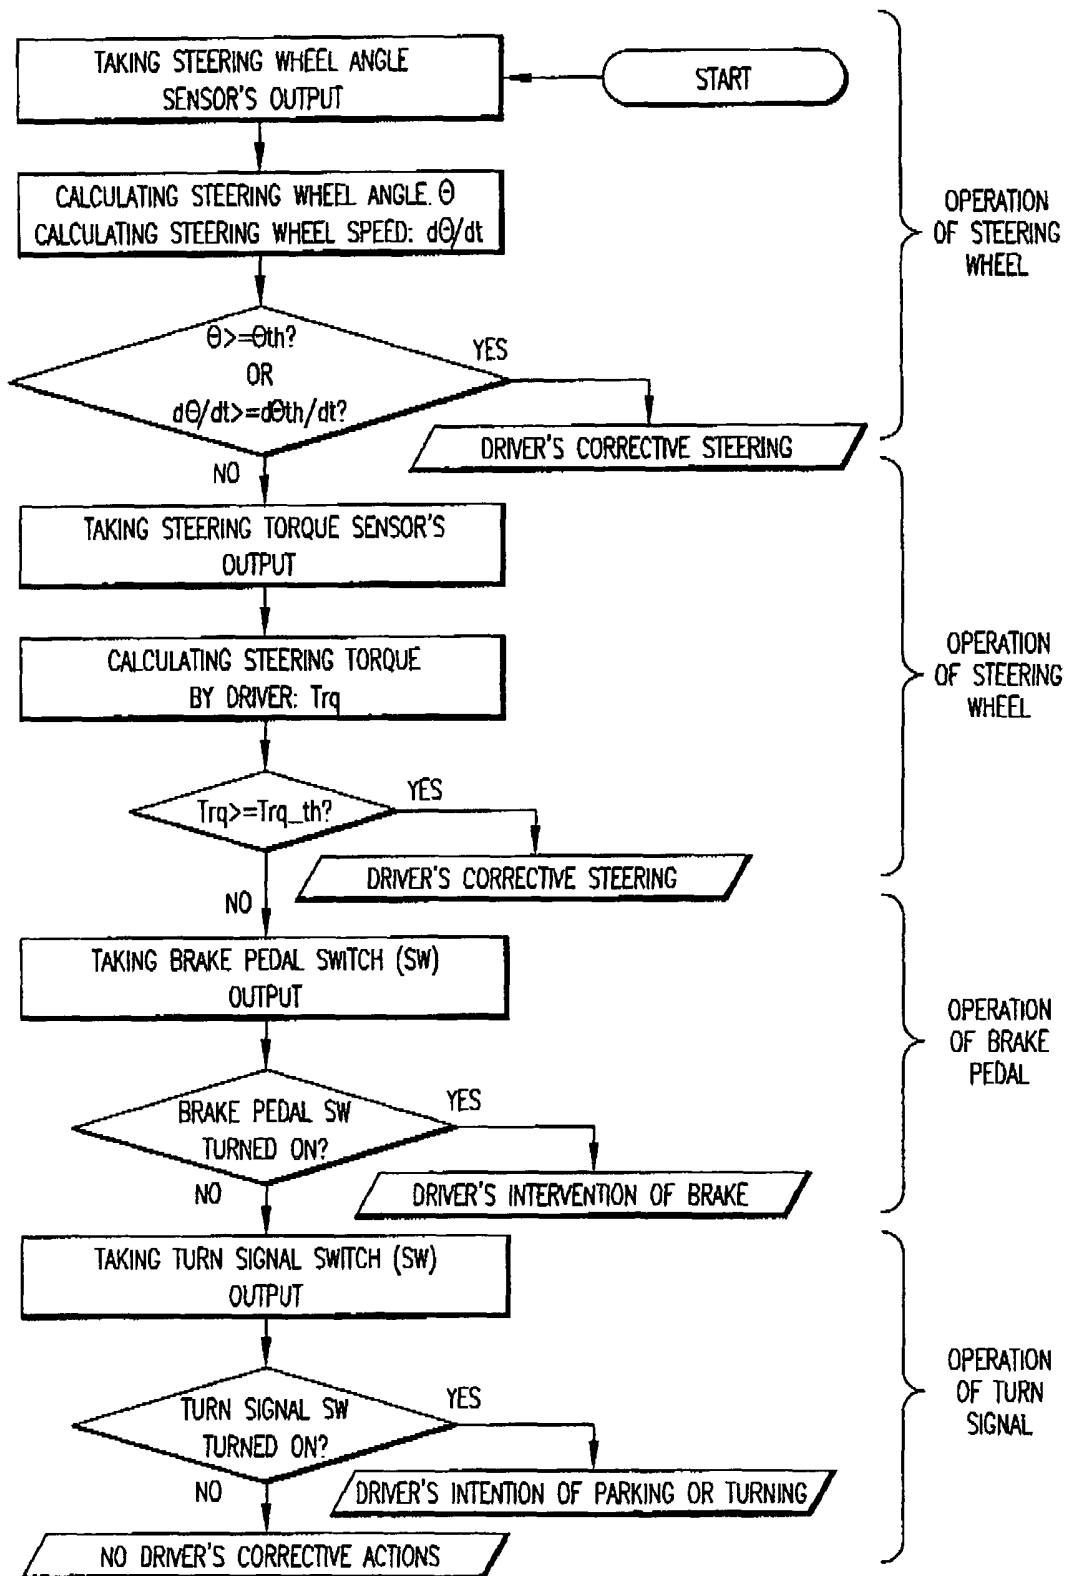 TAKING STEERING WHEEL ANGLE
SENSOR'S OUTPUT
START
CALCULATING STEERING WHEEL ANGLE. Θ
CALCULATING STEERING WHEEL SPEED: dΘ/dt
OPERATION
OF STEERING
WHEEL
Θ>=Θth?
OR
dΘ/dt>=dΘth/dt?
YES
DRIVER'S CORRECTIVE STEERING
NO
TAKING STEERING TORQUE SENSOR'S
OUTPUT
CALCULATING STEERING TORQUE
BY DRIVER: Trq
OPERATION
OF STEERING
WHEEL
Trq>=Trq_th?
YES
DRIVER'S CORRECTIVE STEERING
NO
TAKING BRAKE PEDAL SWITCH (SW)
OUTPUT
OPERATION
OF BRAKE
PEDAL
BRAKE PEDAL SW
TURNED ON?
YES
DRIVER'S INTERVENTION OF BRAKE
NO
TAKING TURN SIGNAL SWITCH (SW)
OUTPUT
OPERATION
OF TURN
SIGNAL
TURN SIGNAL SW
TURNED ON?
YES
DRIVER'S INTENTION OF PARKING OR TURNING
NO
NO DRIVER'S CORRECTIVE ACTIONS